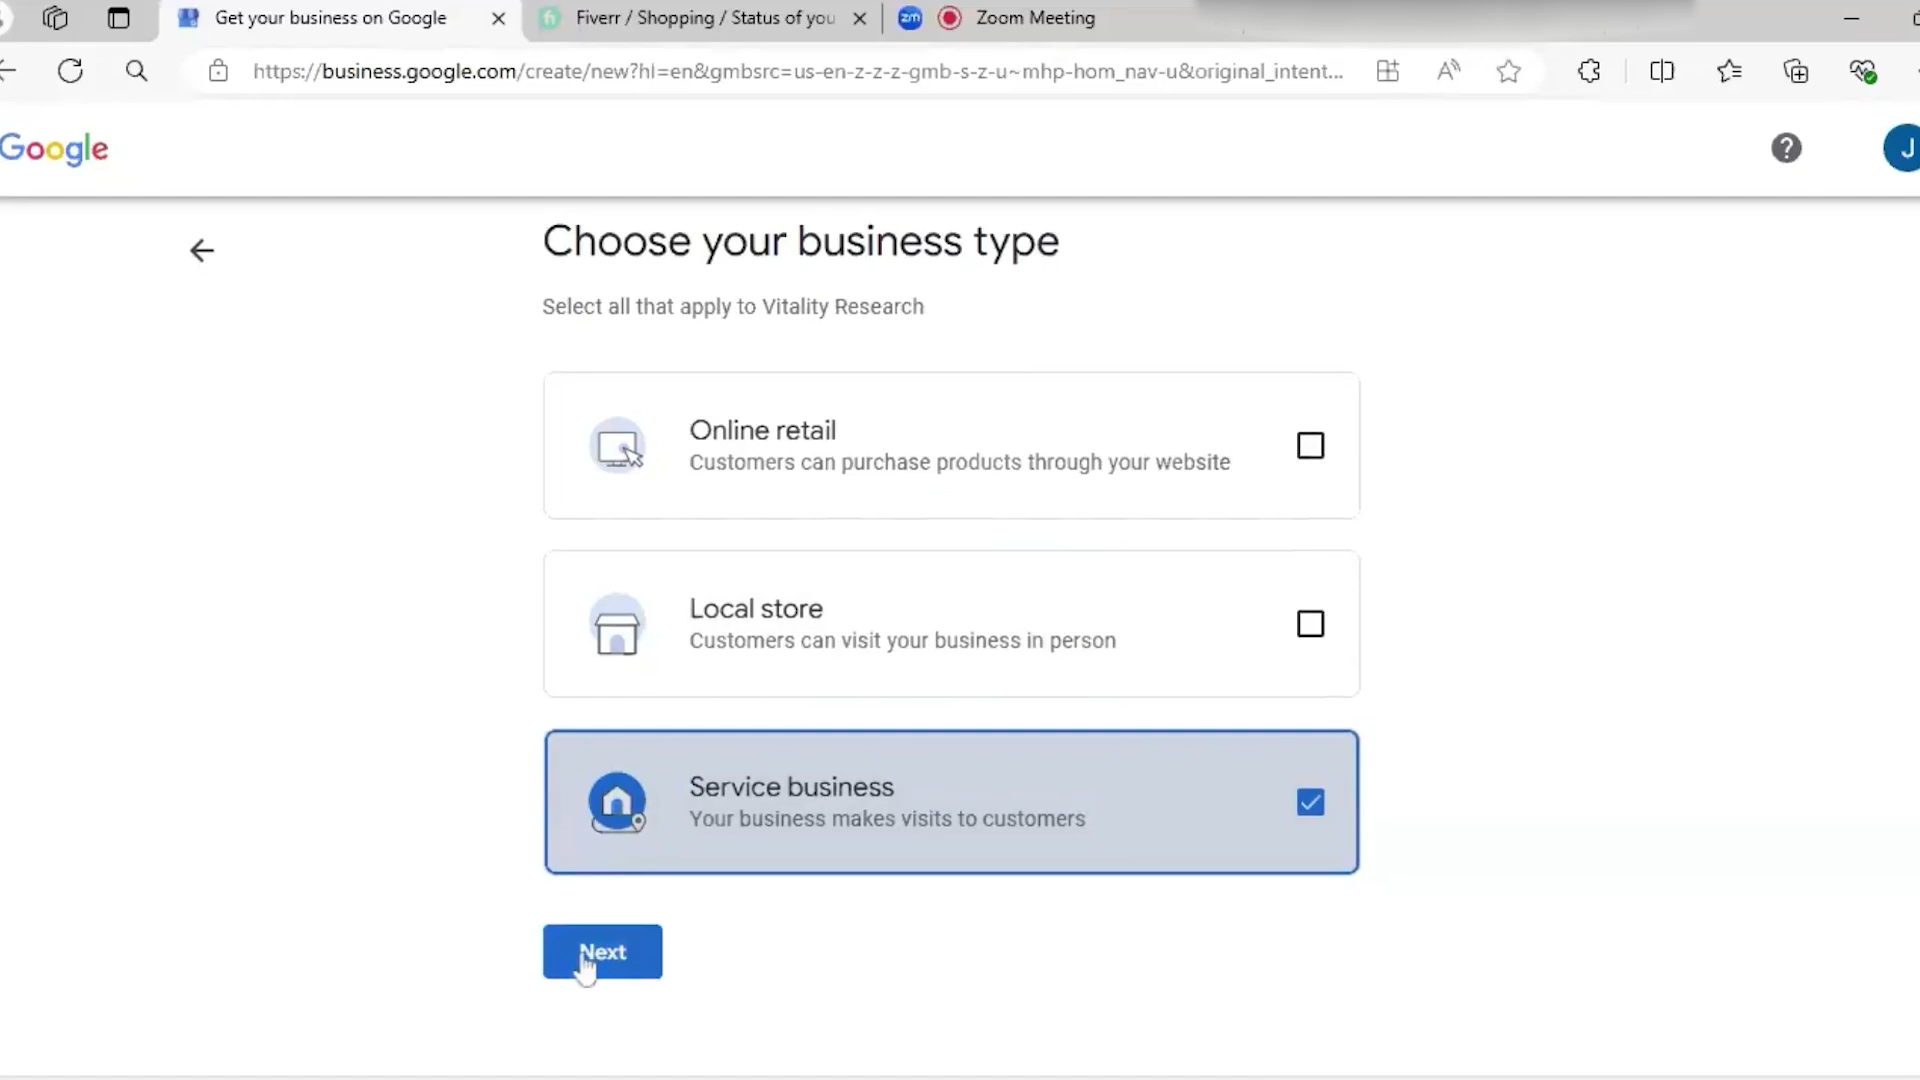 Get your business on Google
Fiverr / Shopping / Status of you
zm
Zoom Meeting
https://business.google.com/create/new?hl=en&gmbsrc=us-en-z-z-z-gmb-s-z-u~mhp-hom_nav-u&original_intent...
Google
J
Choose your business type
Select all that apply to Vitality Research
Online retail
Customers can purchase products through your website
Local store
Customers can visit your business in person
Service business
Your business makes visits to customers
Next